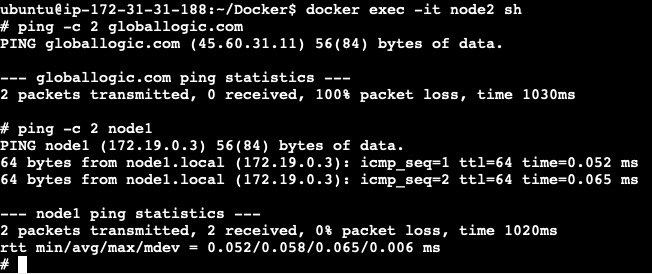 ubuntu@ip-172-31-31-188:~/Docker$ docker exec -it node2 sh
# ping -c 2 globallogic.com
PING globallogic.com (45.60.31.11) 56(84) bytes of data.

--- globallogic.com ping statistics ---
2 packets transmitted, 0 received, 100% packet loss, time 1030ms

# ping -c 2 node1
PING node1 (172.19.0.3) 56(84) bytes of data.
64 bytes from node1.local (172.19.0.3): icmp_seq=1 ttl=64 time=0.052 ms
64 bytes from node1.local (172.19.0.3): icmp_seq=2 ttl=64 time=0.065 ms

--- node1 ping statistics ---
2 packets transmitted, 2 received, 0% packet loss, time 1020ms
rtt min/avg/max/mdev = 0.052/0.058/0.065/0.006 ms
#